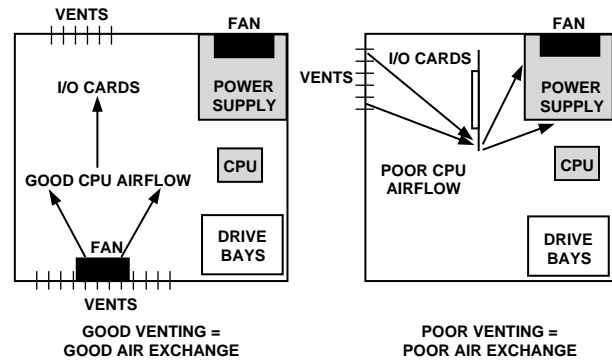 VENTS
FAN
I/O CARDS
POWER
SUPPLY
CPU
GOOD CPU AIRFLOW
FAN
DRIVE
BAYS
VENTS
GOOD VENTING =
GOOD AIR EXCHANGE
FAN
VENTS
I/O CARDS
POWER
SUPPLY
CPU
POOR CPU
AIRFLOW
DRIVE
BAYS
POOR VENTING =
POOR AIR EXCHANGE